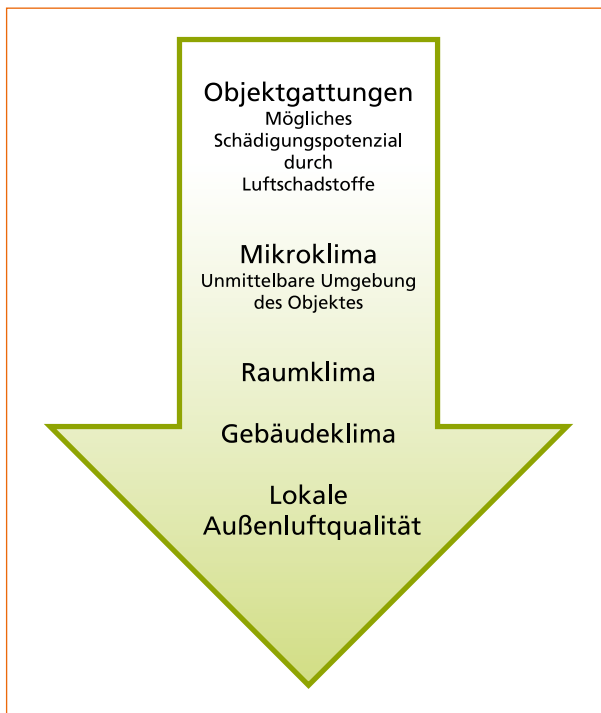 Objektgattungen
Mögliches
Schädigungspotenzial
durch
Luftschadstoffe
Mikroklima
Unmittelbare Umgebung
des Objektes
Raumklima
Gebäudeklima
Lokale
Außenluftqualität